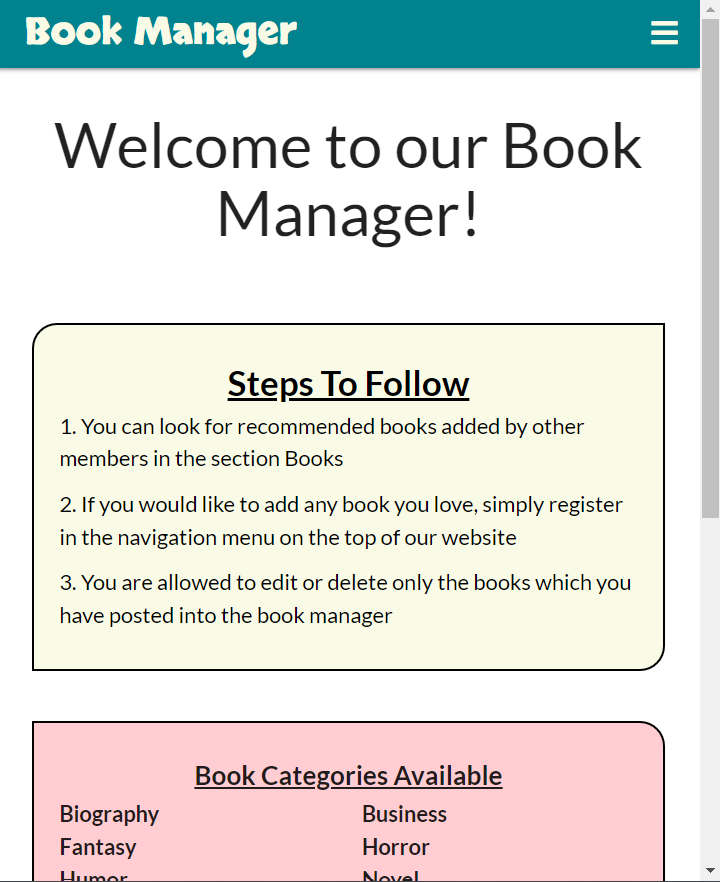 Book Manager
Welcome to our Book
Manager!
Steps To Follow
1. You can look for recommended books added by other
members in the section Books
2. If you would like to add any book you love, simply register
in the navigation menu on the top of our website
3. You are allowed to edit or delete only the books which you
have posted into the book manager
Book Categories Available
Biography Business
Fantasy Horror
Humor Novel